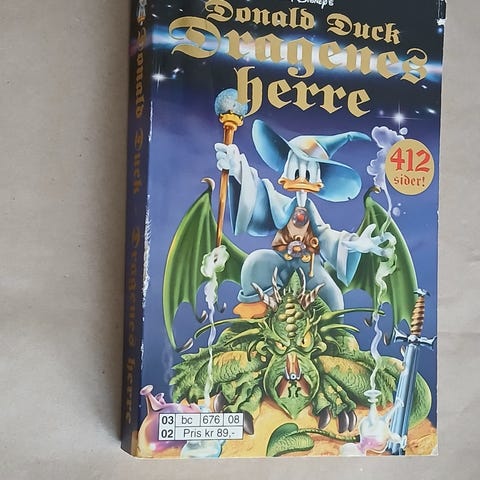 Disney's
Donald Duck
Dragenes
herre
412
sider!
Donald Duck - Dragenes herre
03 bc 676 08
02 Pris kr 89,-